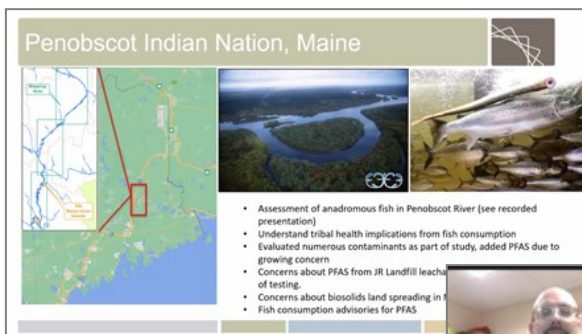 Penobscot Indian Nation, Maine
• Assessment of anadromous fish in Penobscot River (see recorded
presentation)
• Understand tribal health implications from fish consumption
• Evaluated numerous contaminants as part of study, added PFAS due to
growing concern
• Concerns about PFAS from JR Landfill
of testing.
• Concerns about biosolids land spreading in
• Fish consumption advisories for PFAS